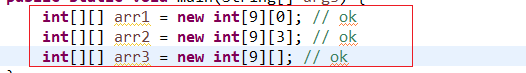 public static void main(String[] args) {
int[][] arr1 = new int[9][0]; // ok
int[][] arr2 = new int[9][3]; // ok
int[][] arr3 = new int[9][]; // ok